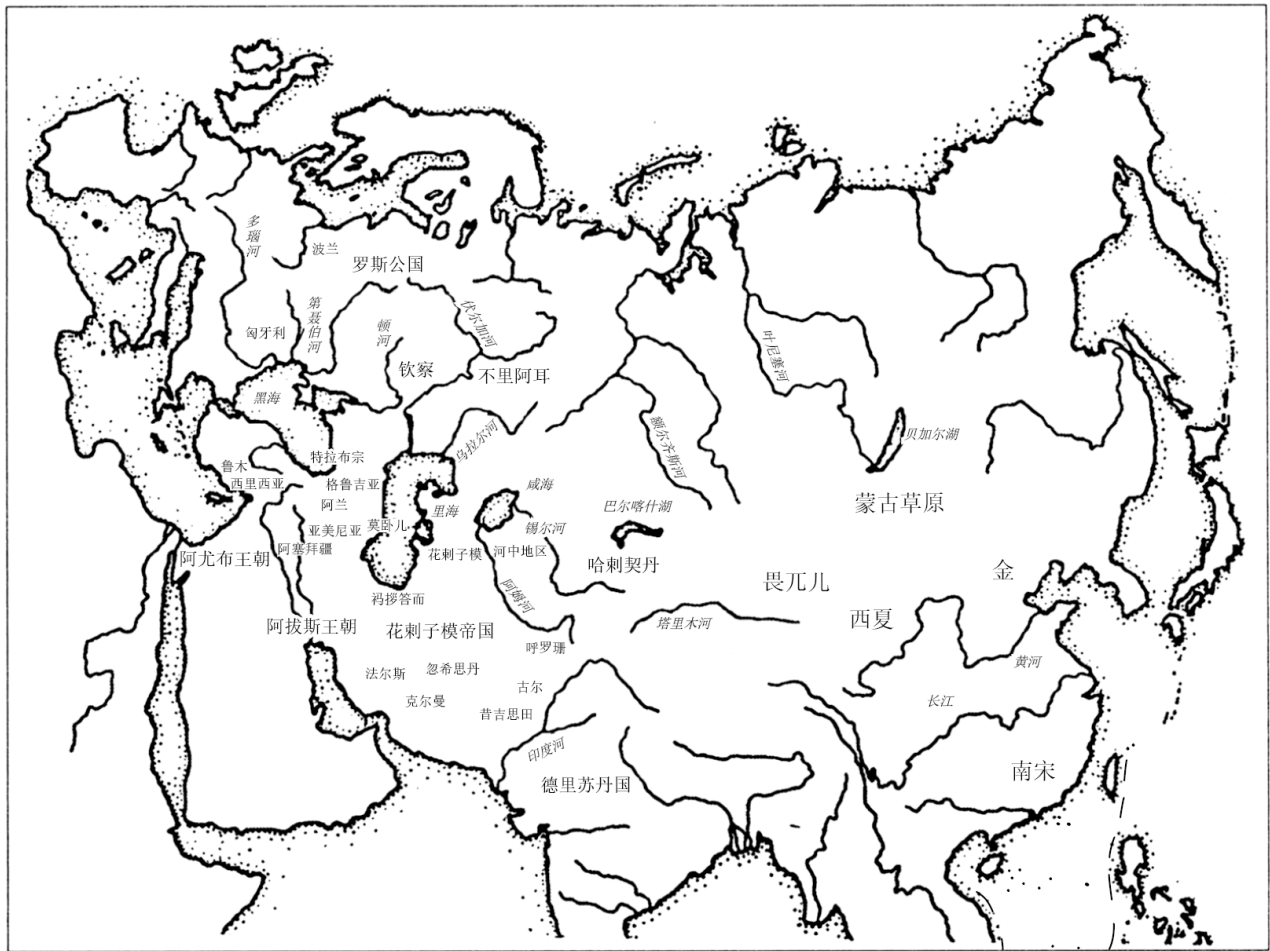 多瑙河
波兰
罗斯公国
第聂伯河
顿河
伏尔加河
匈牙利
钦察
不里阿耳
叶尼塞河
黑海
乌拉尔河
额尔齐斯河
贝加尔湖
特拉布宗
鲁木
西里西亚
格鲁吉亚
阿兰
里海
咸海
巴尔喀什湖
蒙古草原
亚美尼亚
莫卧儿
锡尔河
阿塞拜疆
阿尤布王朝
花剌子模
河中地区
哈剌契丹
畏兀儿
金
祃拶答而
阿姆河
西夏
塔里木河
阿拔斯王朝
花剌子模帝国
呼罗珊
黄河
法尔斯
忽希思丹
古尔
克尔曼
昔吉思田
长江
印度河
德里苏丹国
南宋